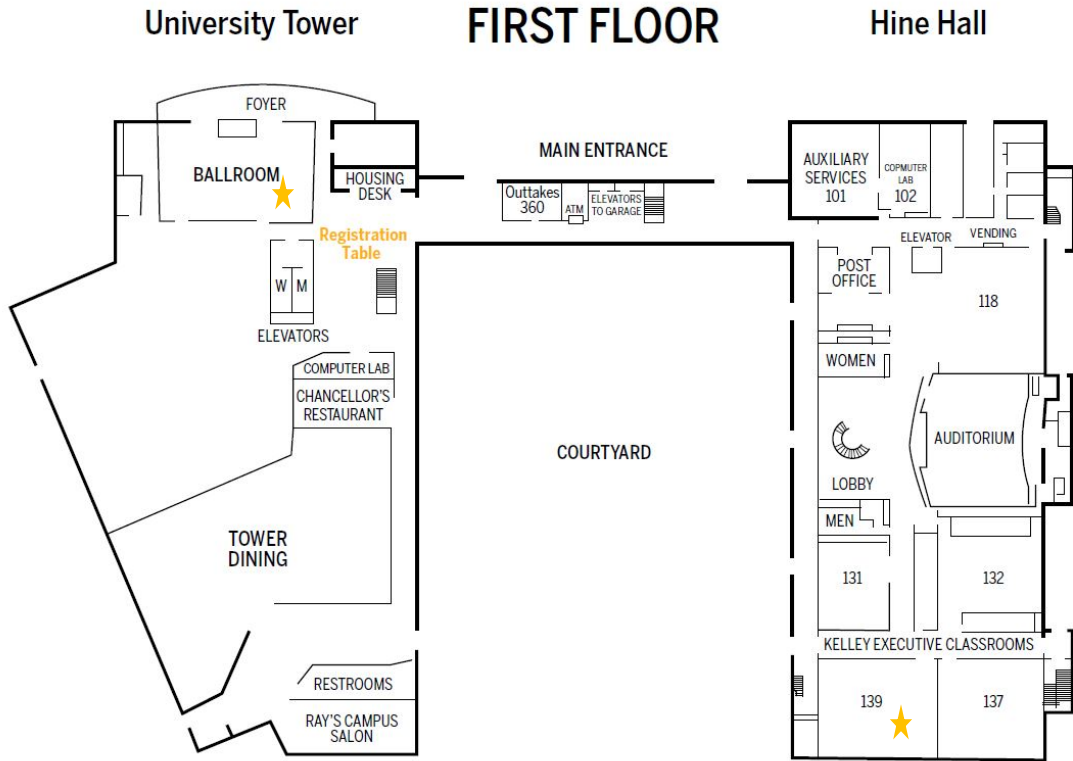 University Tower
FIRST FLOOR
Hine Hall
FOYER
BALLROOM
HOUSING
DESK
Registration
Table
W M
ELEVATORS
COMPUTER LAB
CHANCELLOR'S
RESTAURANT
TOWER
DINING
RESTROOMS
RAY'S CAMPUS
SALON
MAIN ENTRANCE
Outtakes
360
ATM
ELEVATORS
TO GARAGE
COURTYARD
AUXILIARY
SERVICES
101
COPMUTER
LAB
102
ELEVATOR
VENDING
POST
OFFICE
118
WOMEN
AUDITORIUM
LOBBY
MEN
131
132
KELLEY EXECUTIVE CLASSROOMS
139
137